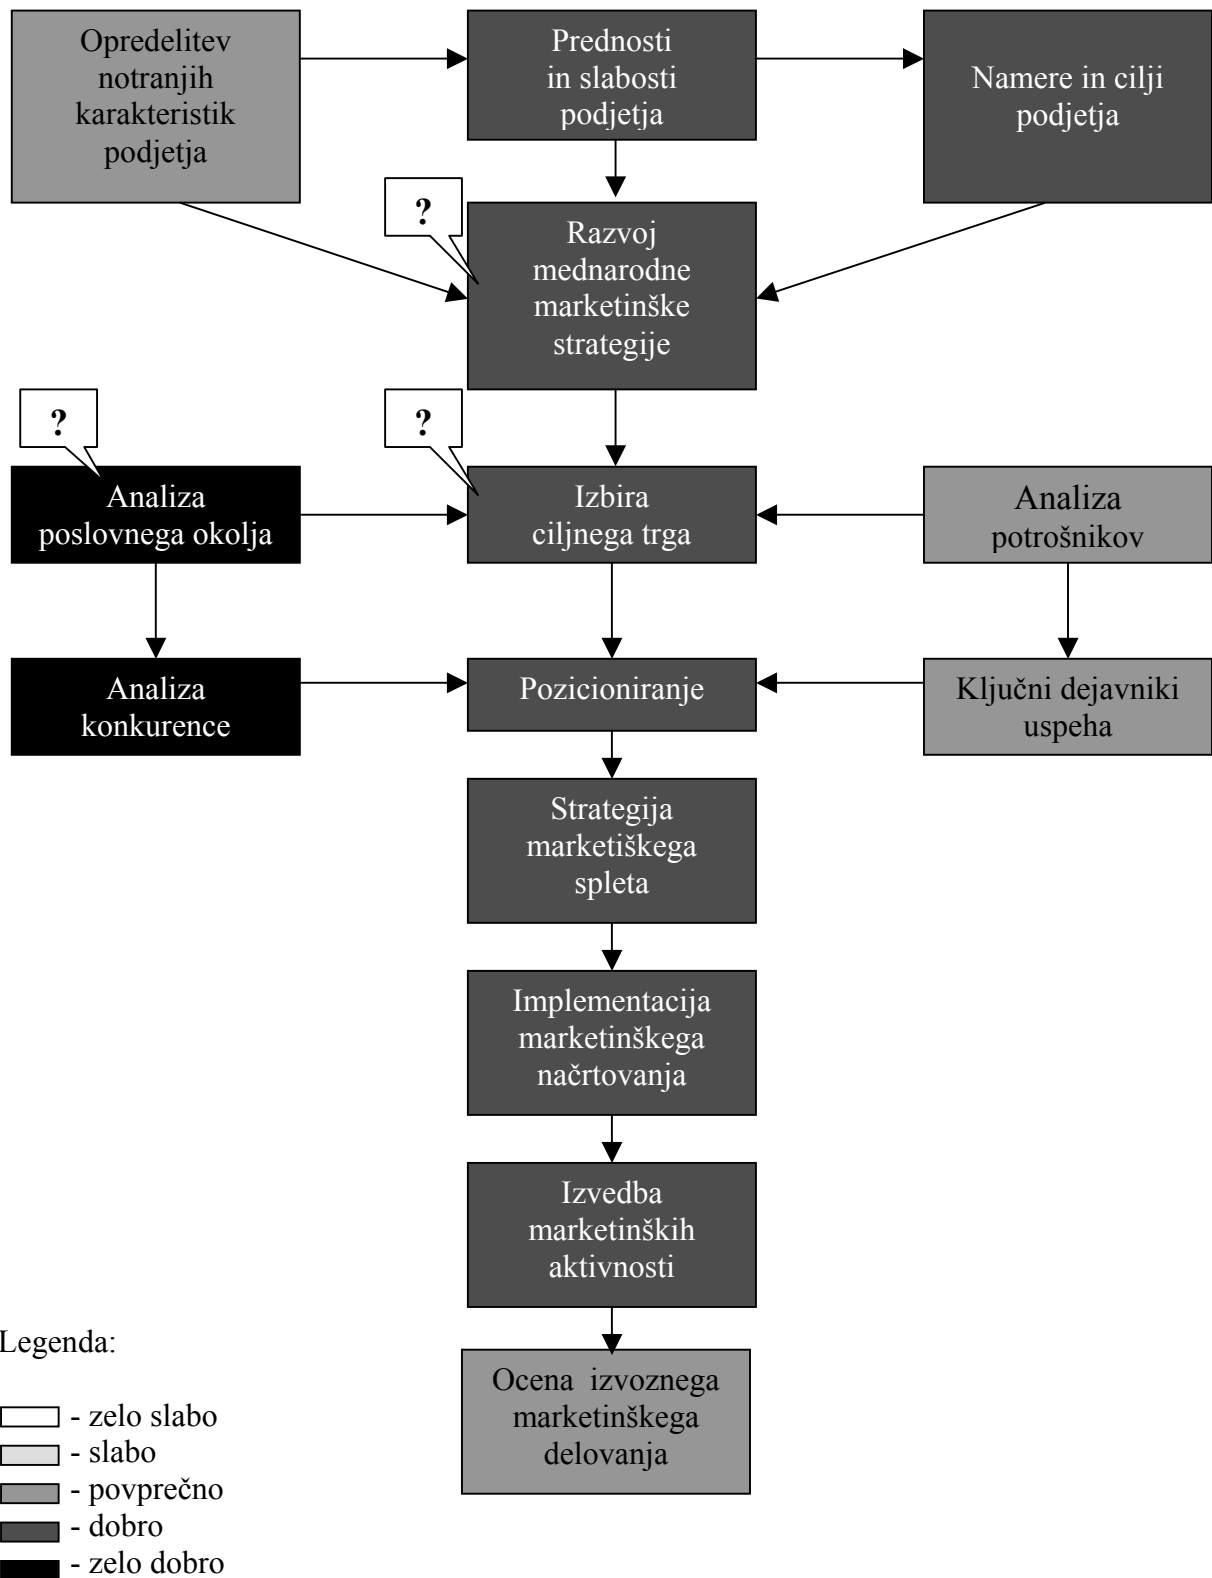 Opredelitev
notranjih
karakteristik
podjetja
Prednosti
in slabosti
podjetja
Namere in cilji
podjetja
?
Razvoj
mednarodne
marketinške
strategije
?
?
Analiza
poslovnega okolja
Izbira
ciljnega trga
Analiza
potrošnikov
Analiza
konkurence
Pozicioniranje
Ključni dejavniki
uspeha
Strategija
marketiškega
spleta
Implementacija
marketinškega
načrtovanja
Izvedba
marketinških
aktivnosti
Ocena izvoznega
marketinškega
delovanja
Legenda:
- zelo slabo
- slabo
- povprečno
- dobro
- zelo dobro